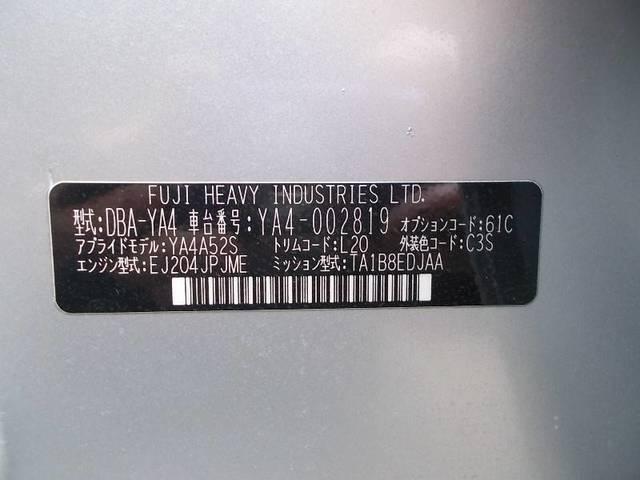 FUJI HEAVY INDUSTRIES LTD.
型式:DBA-YA4 車台番号:YA4-002819 オプションコード:61C
アプライドモデル:YA4A52S トリムコード:L20 外装色コード:C3S
エンジン型式:EJ204JPJME ミッション型式:TA1B8EDJAA